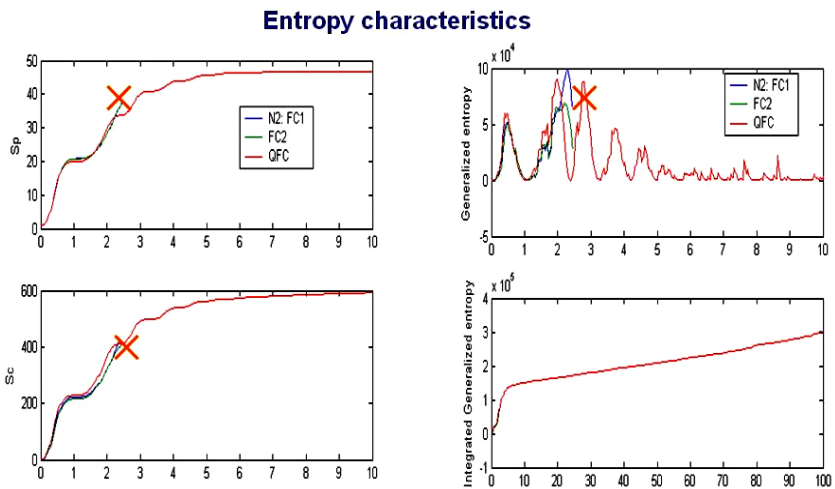 Entropy characteristics
50
40
30
20
10
0
Sp
N2: FC1
FC2
QFC
0 1 2 3 4 5 6 7 8 9 10
x 10⁴
10
5
0
-5
Generalized entropy
N2: FC1
FC2
QFC
0 1 2 3 4 5 6 7 8 9 10
600
400
200
0
Sc
0 1 2 3 4 5 6 7 8 9 10
x 10⁵
4
3
2
1
0
-1
Integrated Generalized entropy
0 10 20 30 40 50 60 70 80 90 100